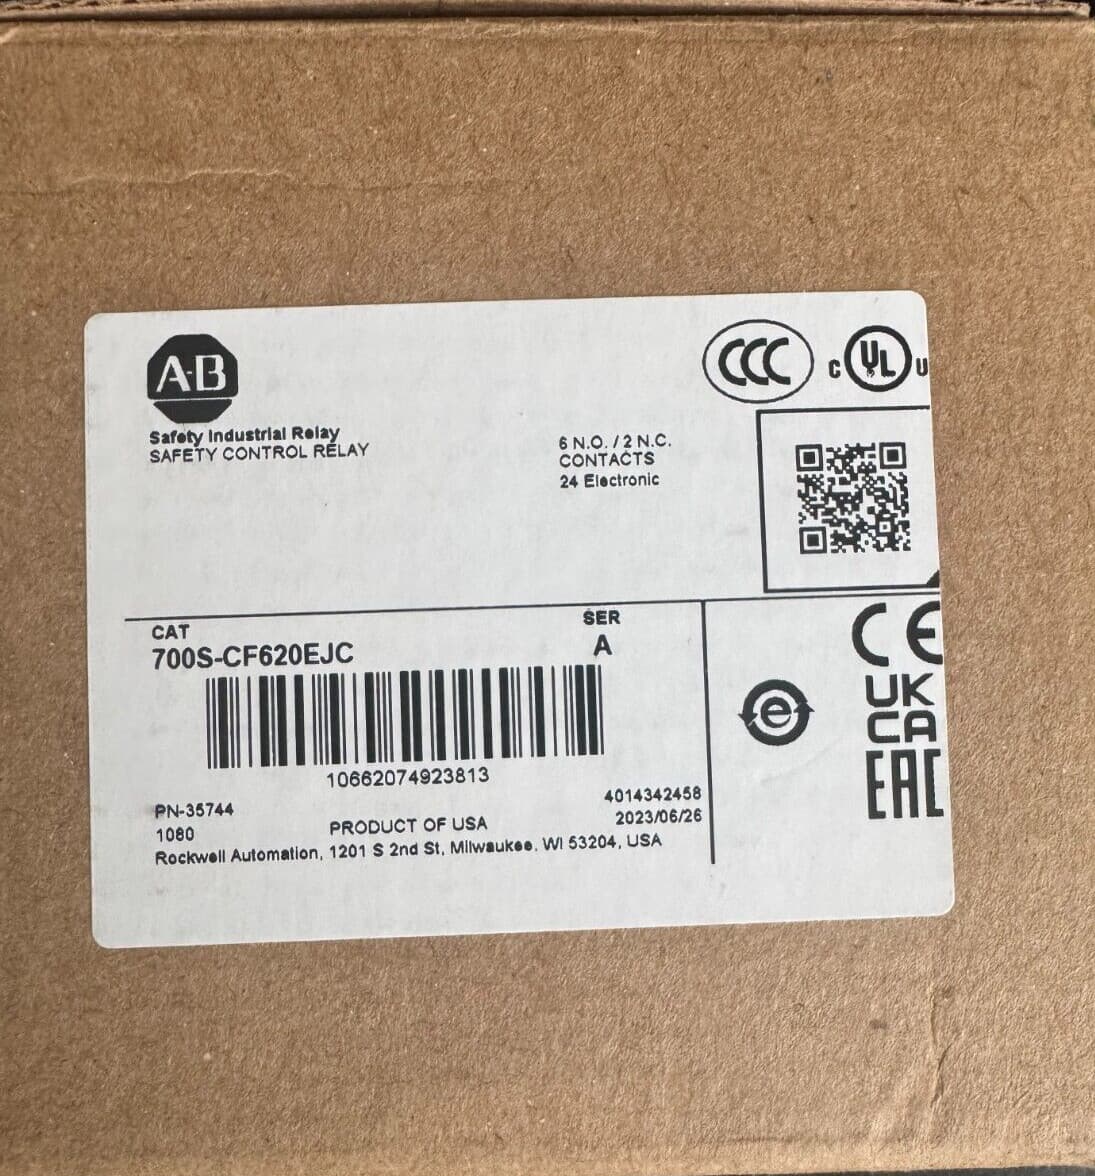 A-B
Safety Industrial Relay
SAFETY CONTROL RELAY
6 N.O. / 2 N.C.
CONTACTS
24 Electronic
CCC
C UL U
CAT
700S-CF620EJC
SER
A
10662074923813
PN-35744
1080
PRODUCT OF USA
4014342458
2023/06/26
Rockwell Automation, 1201 S 2nd St, Milwaukee. WI 53204, USA
e
CE
UK
CA
EAC